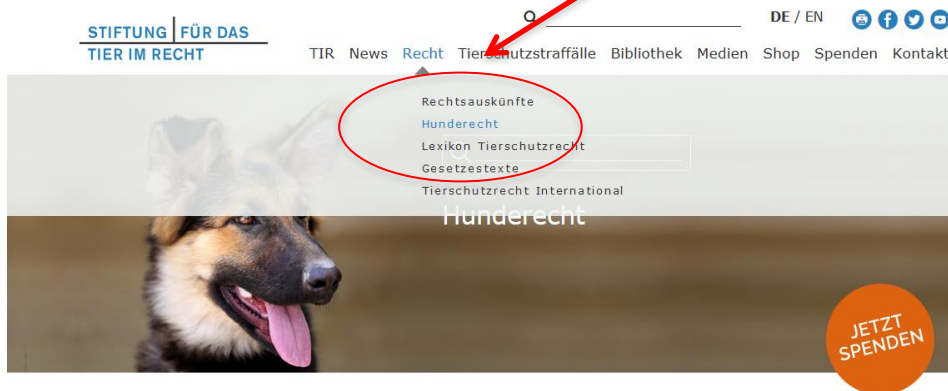 DE / EN
STIFTUNG FÜR DAS
TIER IM RECHT
TIR News Recht Tierschutzstraffälle Bibliothek Medien Shop Spenden Kontakt
Rechtsauskünfte
Hunderecht
Lexikon Tierschutzrecht
Gesetzestexte
Tierschutzrecht International
Hunderecht
JETZT
SPENDEN